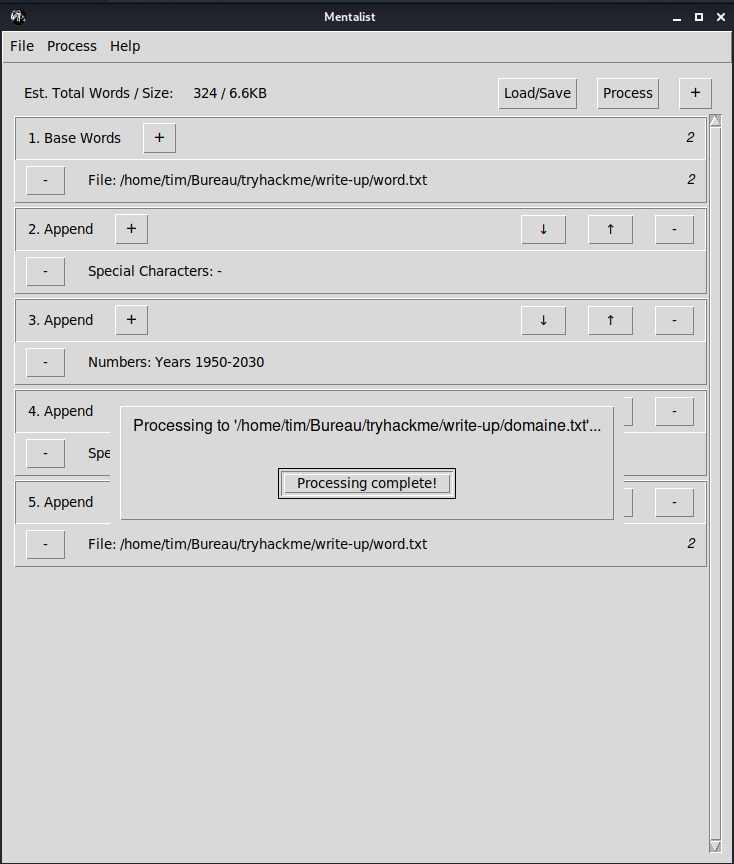 Mentalist
File Process Help
Est. Total Words / Size: 324 / 6.6KB Load/Save Process +
1. Base Words + 2
- File: /home/tim/Bureau/tryhackme/write-up/word.txt 2
2. Append + ↓ ↑ -
- Special Characters: -
3. Append + ↓ ↑ -
- Numbers: Years 1950-2030
4. Append -
Processing to '/home/tim/Bureau/tryhackme/write-up/domaine.txt'...
- Spe
Processing complete!
5. Append -
- File: /home/tim/Bureau/tryhackme/write-up/word.txt 2